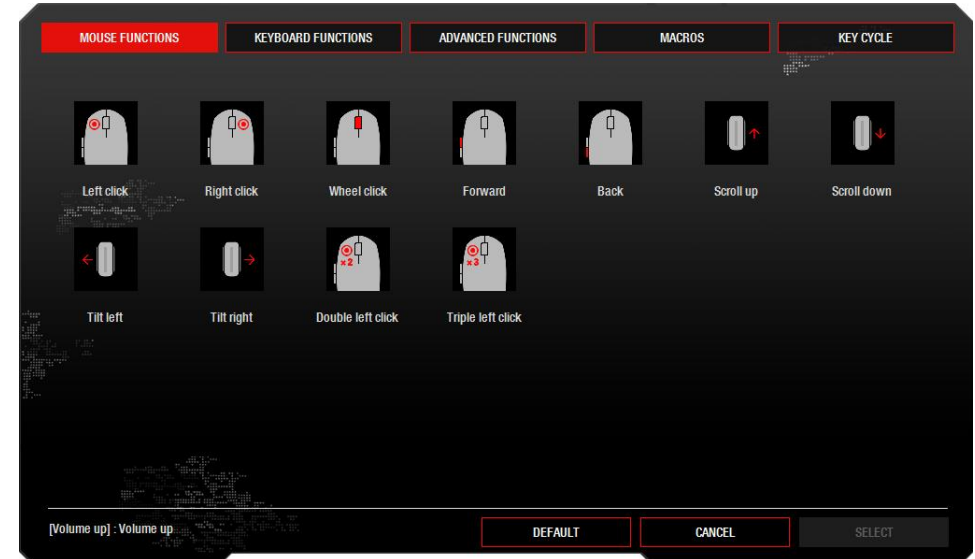 MOUSE FUNCTIONS KEYBOARD FUNCTIONS ADVANCED FUNCTIONS MACROS KEY CYCLE
Left click Right click Wheel click Forward Back Scroll up Scroll down
×2 ×3
Tilt left Tilt right Double left click Triple left click
[Volume up] : Volume up DEFAULT CANCEL SELECT